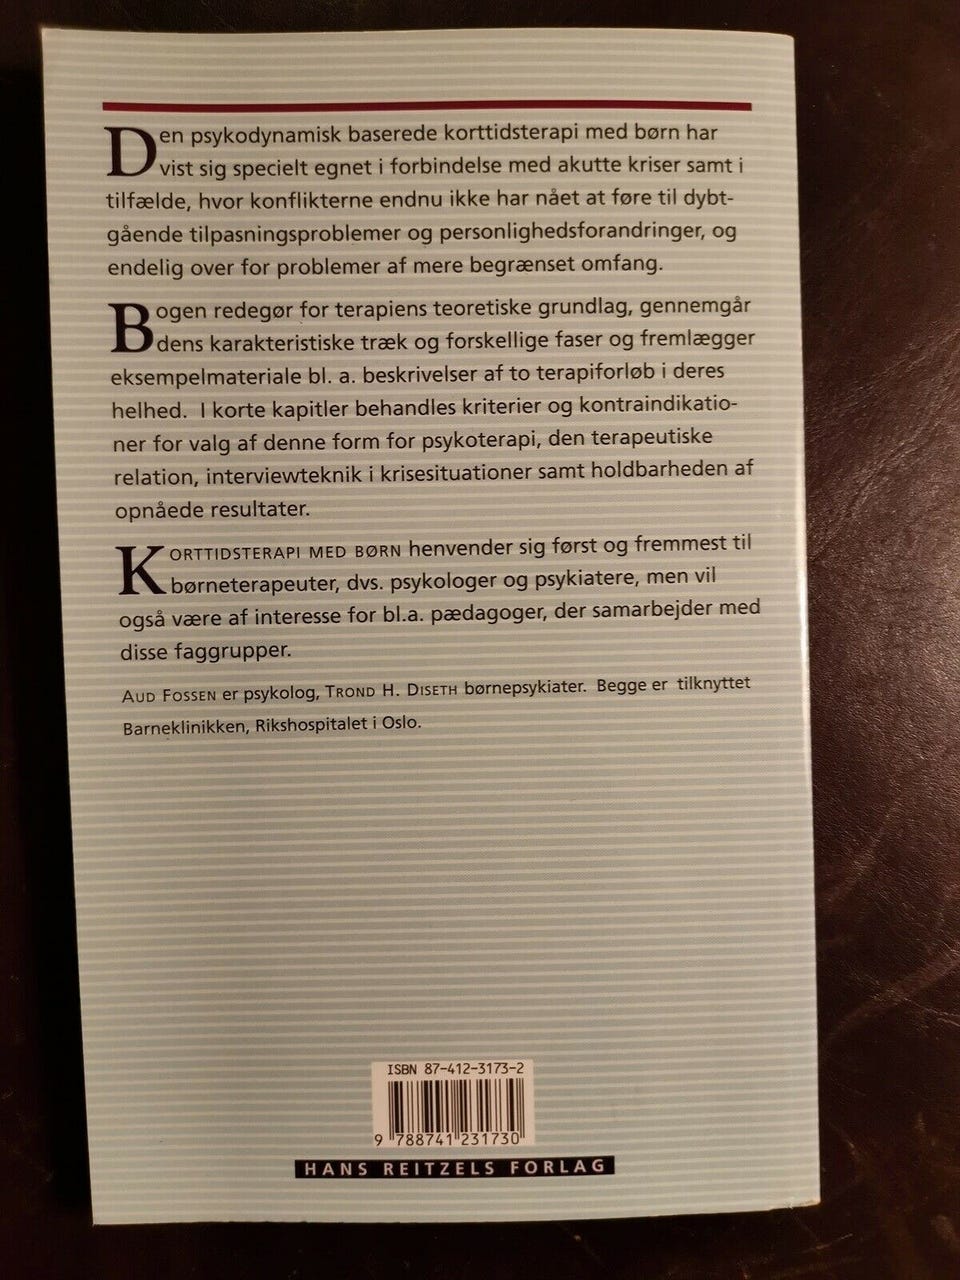 Den psykodynamisk baserede korttidsterapi med børn har
vist sig specielt egnet i forbindelse med akutte kriser samt i
tilfælde, hvor konflikterne endnu ikke har nået at føre til dybt-
gående tilpasningsproblemer og personlighedsforandringer, og
endelig over for problemer af mere begrænset omfang.
Bogen redegør for terapiens teoretiske grundlag, gennemgår
dens karakteristiske træk og forskellige faser og fremlægger
eksempelmateriale bl. a. beskrivelser af to terapiforløb i deres
helhed. I korte kapitler behandles kriterier og kontraindikatio-
ner for valg af denne form for psykoterapi, den terapeutiske
relation, interviewteknik i krisesituationer samt holdbarheden af
opnåede resultater.
KORTTIDSTERAPI MED BØRN henvender sig først og fremmest til
børneterapeuter, dvs. psykologer og psykiatere, men vil
også være af interesse for bl.a. pædagoger, der samarbejder med
disse faggrupper.
AUD FOSSEN er psykolog, TROND H. DISETH børnepsykiater. Begge er tilknyttet
Barneklinikken, Rikshospitalet i Oslo.
ISBN 87-412-3173-2
9 788741 231730
HANS REITZELS FORLAG